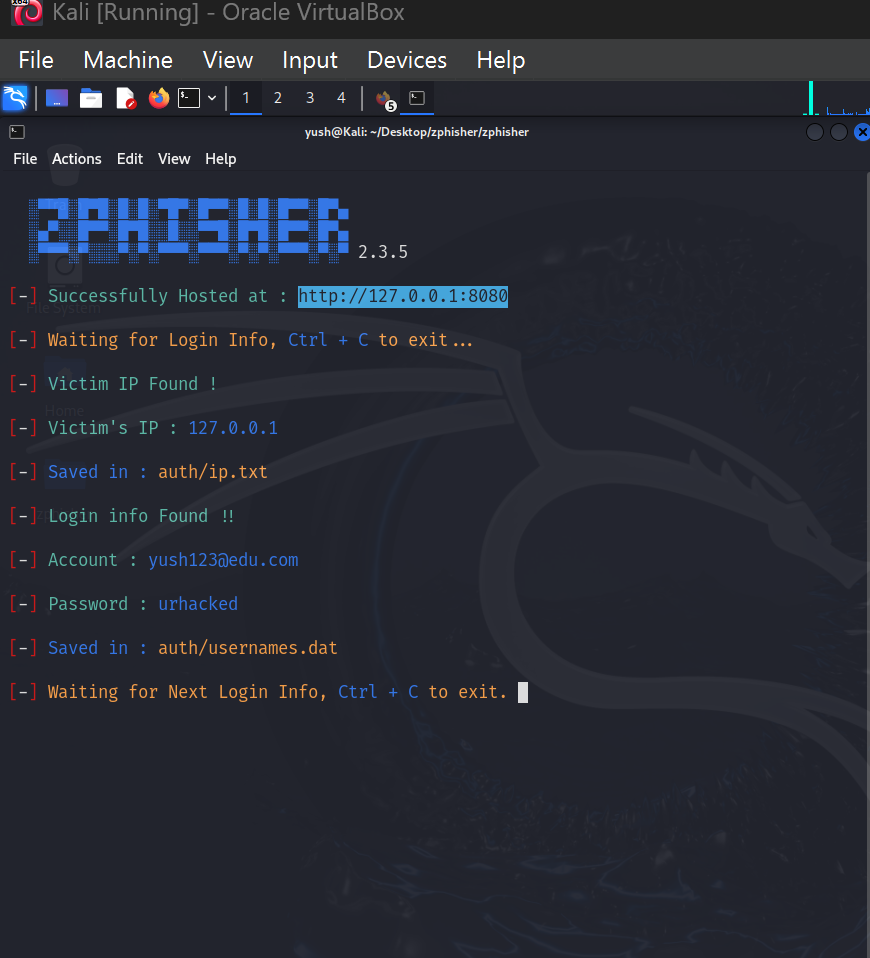 Kali [Running] - Oracle VirtualBox
File Machine View Input Devices Help
1 2 3 4 5
yush@Kali: ~/Desktop/zphisher/zphisher
File Actions Edit View Help
ZPHISHER 2.3.5
[-] Successfully Hosted at : http://127.0.0.1:8080
File System
[-] Waiting for Login Info, Ctrl + C to exit...
[-] Victim IP Found !
Home
[-] Victim's IP : 127.0.0.1
[-] Saved in : auth/ip.txt
[-] Login info Found !!
[-] Account : yush123@edu.com
[-] Password : urhacked
[-] Saved in : auth/usernames.dat
[-] Waiting for Next Login Info, Ctrl + C to exit.